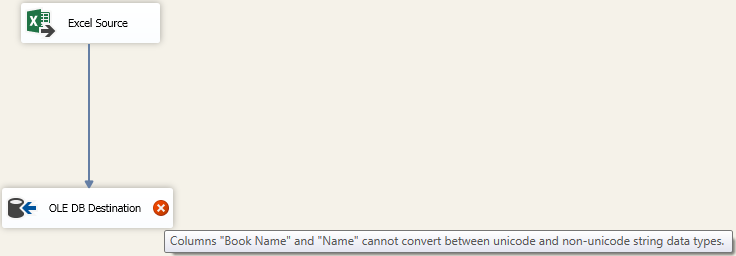 Excel Source
OLE DB Destination
Columns "Book Name" and "Name" cannot convert between unicode and non-unicode string data types.